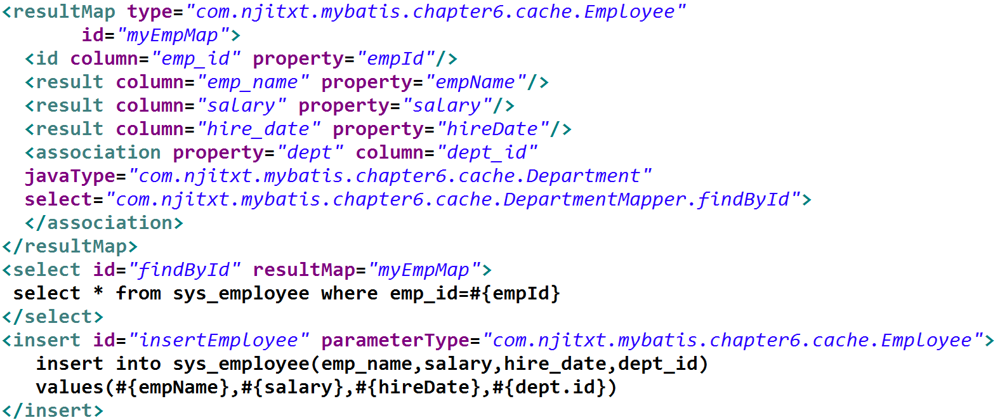 <resultMap type="com.njitxt.mybatis.chapter6.cache.Employee"
id="myEmpMap">
<id column="emp_id" property="empId"/>
<result column="emp_name" property="empName"/>
<result column="salary" property="salary"/>
<result column="hire_date" property="hireDate"/>
<association property="dept" column="dept_id"
javaType="com.njitxt.mybatis.chapter6.cache.Department"
select="com.njitxt.mybatis.chapter6.cache.DepartmentMapper.findById">
</association>
</resultMap>
<select id="findById" resultMap="myEmpMap">
select * from sys_employee where emp_id=#{empId}
</select>
<insert id="insertEmployee" parameterType="com.njitxt.mybatis.chapter6.cache.Employee">
insert into sys_employee(emp_name,salary,hire_date,dept_id)
values(#{empName},#{salary},#{hireDate},#{dept.id})
</insert>